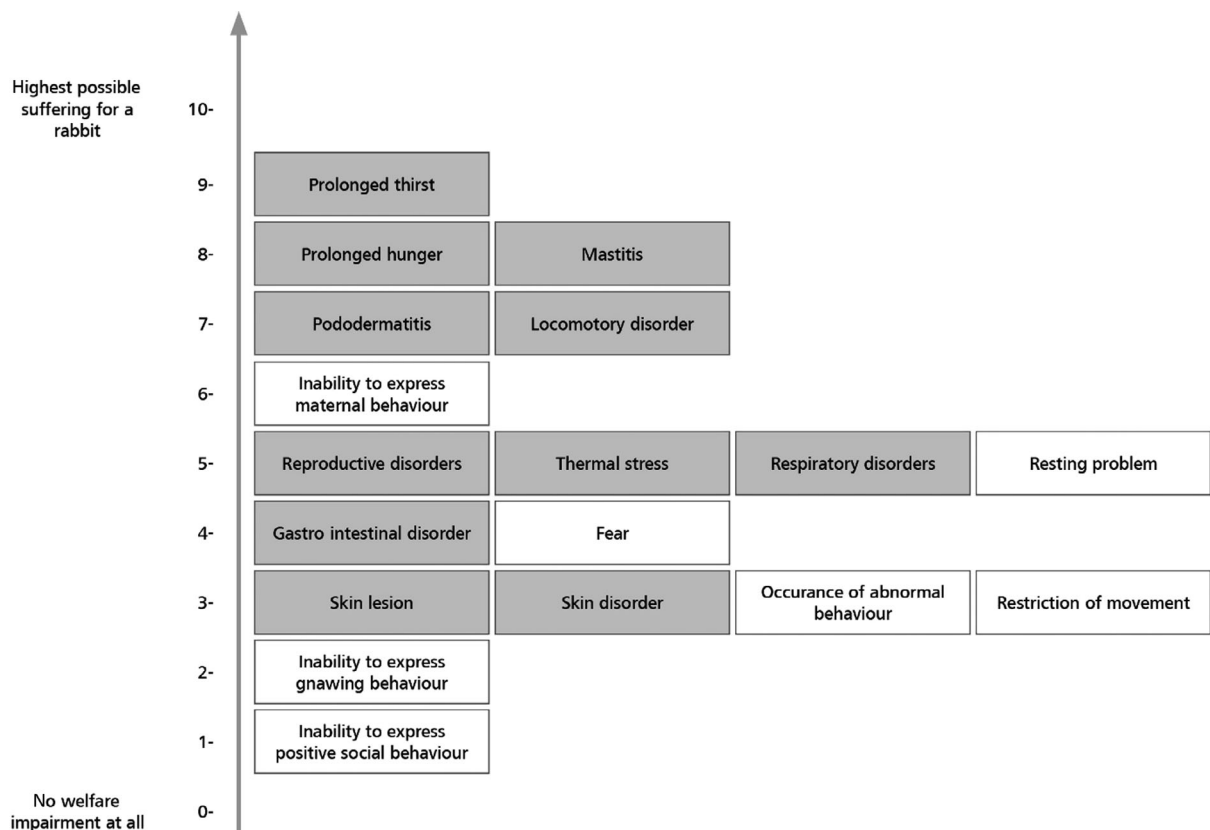 Highest possible
suffering for a
rabbit
10-
9-
Prolonged thirst
8-
Prolonged hunger
Mastitis
7-
Pododermatitis
Locomotory disorder
6-
Inability to express
maternal behaviour
5-
Reproductive disorders
Thermal stress
Respiratory disorders
Resting problem
4-
Gastro intestinal disorder
Fear
3-
Skin lesion
Skin disorder
Occurance of abnormal
behaviour
Restriction of movement
2-
Inability to express
gnawing behaviour
1-
Inability to express
positive social behaviour
No welfare
impairment at all
0-